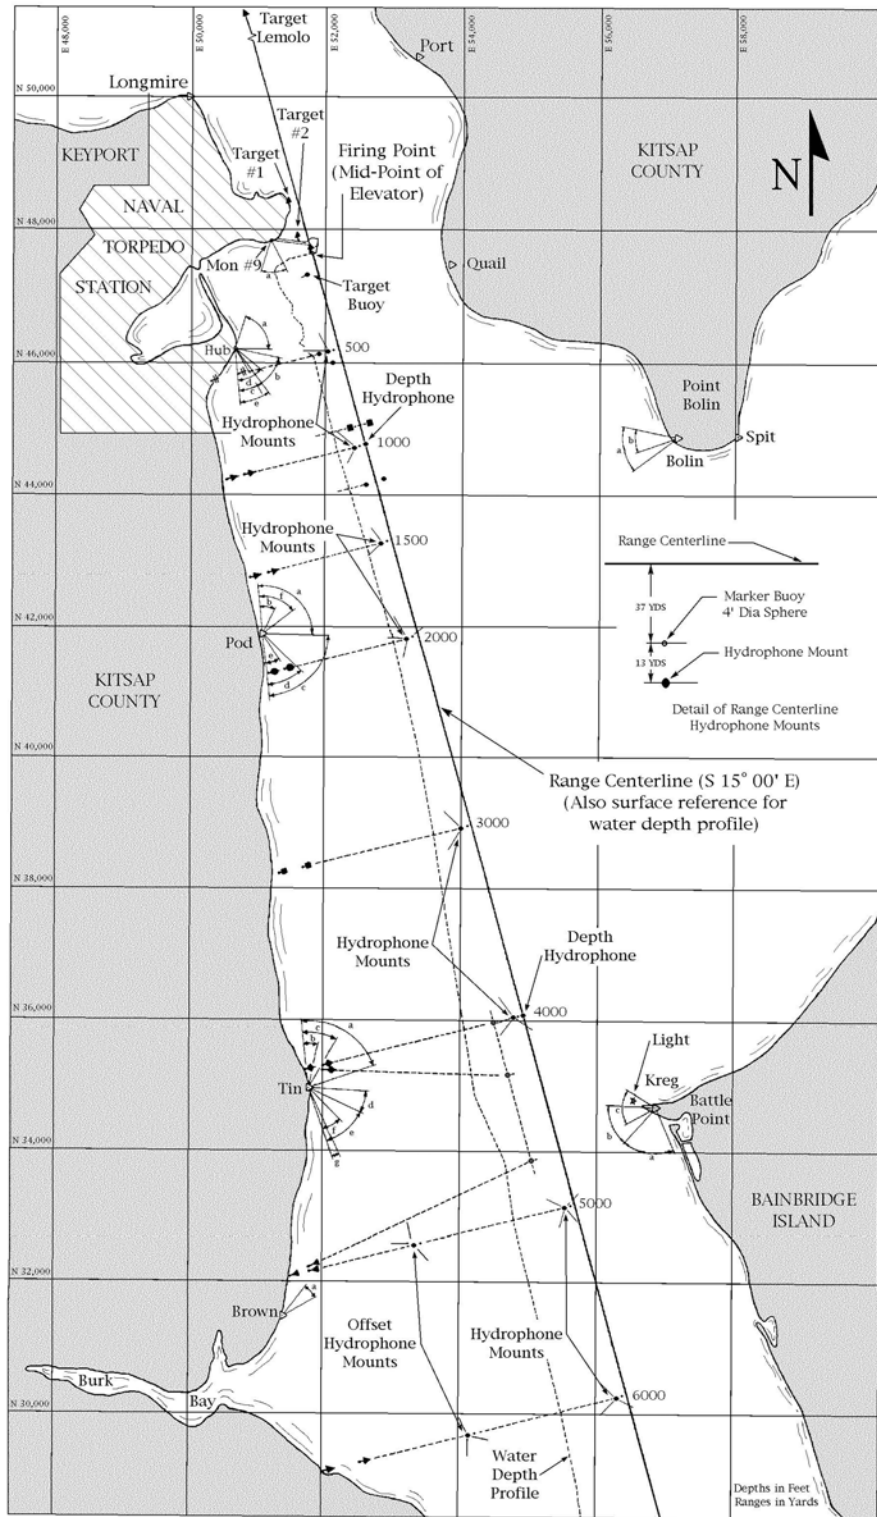 E 48,000
E 50,000
E 52,000
E 54,000
E 56,000
E 58,000
Target
Lemolo
Port
Longmire
N 50,000
Target
#2
KEYPORT
Target
#1
Firing Point
(Mid-Point of
Elevator)
KITSAP
COUNTY
N
NAVAL
N 48,000
TORPEDO
Mon #9
a
Quail
STATION
Target
Buoy
a
Hub
500
N 46,000
b
d
c
e
Depth
Hydrophone
Point
Bolin
Hydrophone
Mounts
1000
b
a
Spit
Bolin
N 44,000
Hydrophone
Mounts
1500
Range Centerline
37 YDS
Marker Buoy
4' Dia Sphere
f
a
b
N 42,000
Pod
2000
13 YDS
Hydrophone Mount
e
d
c
KITSAP
COUNTY
Detail of Range Centerline
Hydrophone Mounts
N 40,000
Range Centerline (S 15° 00' E)
(Also surface reference for
water depth profile)
3000
N 38,000
Hydrophone
Mounts
Depth
Hydrophone
N 36,000
4000
a
c
b
Light
Kreg
Tin
Battle
Point
c
d
b
f
e
a
g
N 34,000
BAINBRIDGE
ISLAND
5000
N 32,000
a
Brown
Offset
Hydrophone
Mounts
Hydrophone
Mounts
Burk
Bay
6000
N 30,000
Water
Depth
Profile
Depths in Feet
Ranges in Yards